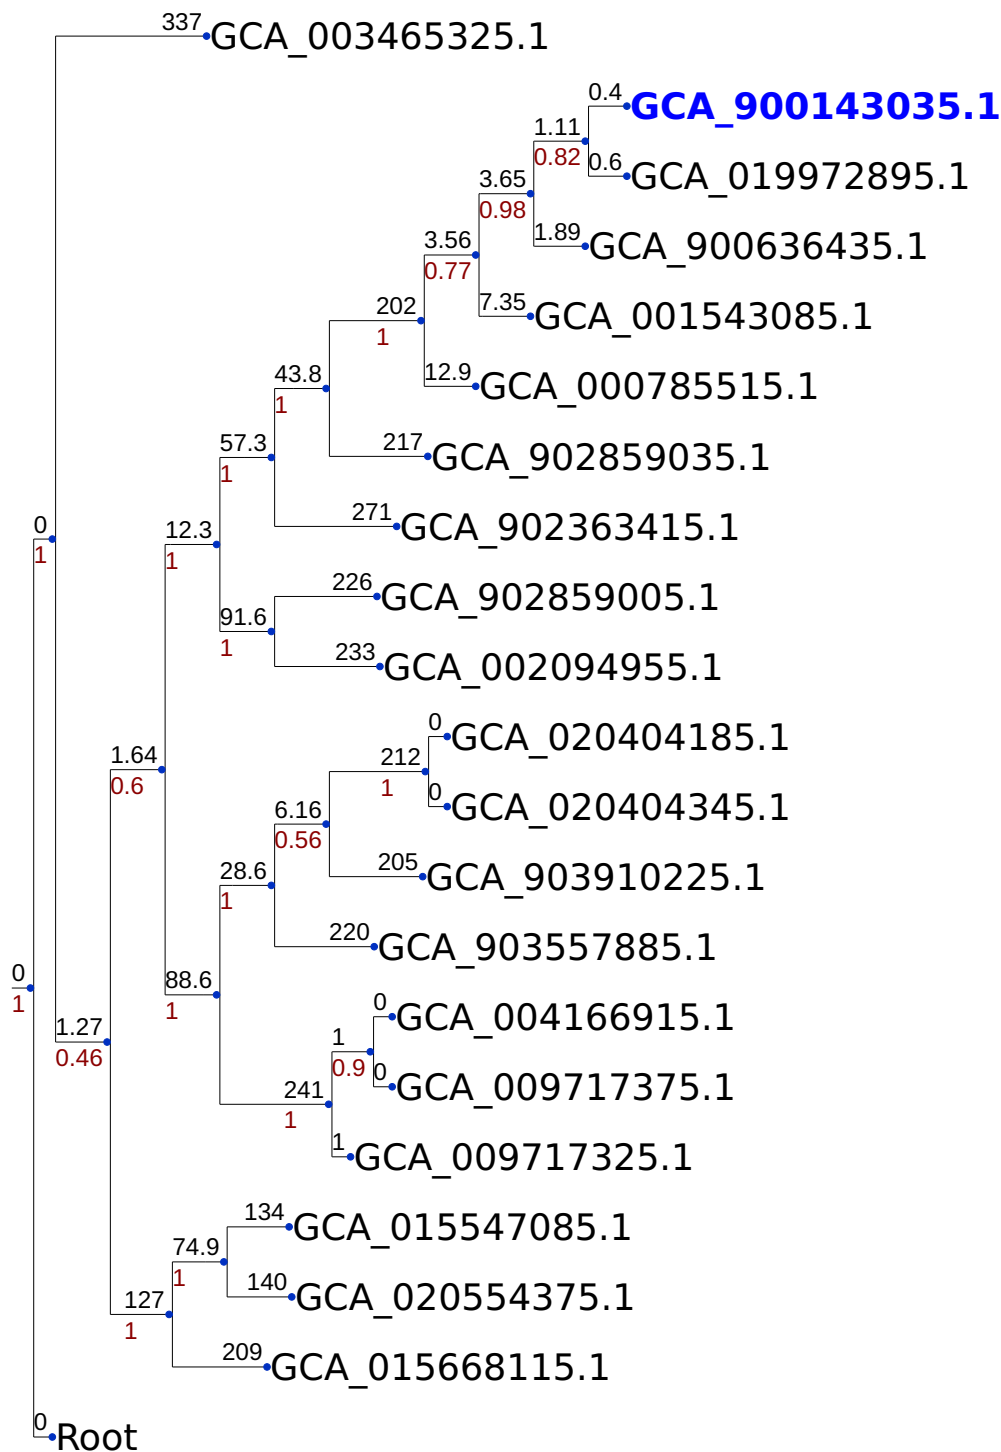 337 GCA_003465325.1
0.4 GCA_900143035.1
1.11
0.82
0.6 GCA_019972895.1
3.65
0.98
1.89 GCA_900636435.1
3.56
0.77
7.35 GCA_001543085.1
202
1
12.9 GCA_000785515.1
43.8
1
217 GCA_902859035.1
57.3
1
271 GCA_902363415.1
0
1
12.3
1
226 GCA_902859005.1
91.6
1
233 GCA_002094955.1
0 GCA_020404185.1
1.64
0.6
212
1
0 GCA_020404345.1
6.16
0.56
205 GCA_903910225.1
28.6
1
220 GCA_903557885.1
0
1
88.6
1
0 GCA_004166915.1
1.27
0.46
1
0.9
0 GCA_009717375.1
241
1
1 GCA_009717325.1
134 GCA_015547085.1
74.9
1
140 GCA_020554375.1
127
1
209 GCA_015668115.1
0 Root